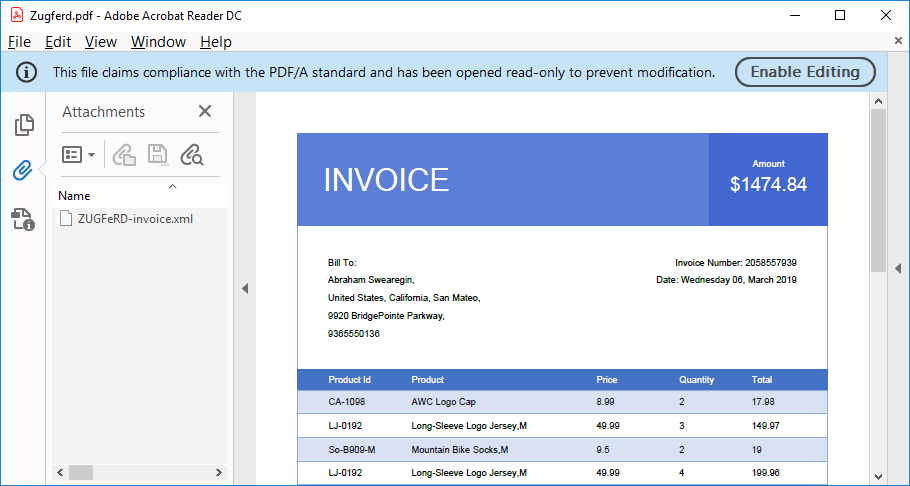 Zugferd.pdf - Adobe Acrobat Reader DC
File Edit View Window Help
This file claims compliance with the PDF/A standard and has been opened read-only to prevent modification. Enable Editing
Attachments
Name
ZUGFeRD-invoice.xml
INVOICE
Amount
$1474.84
Bill To:
Abraham Swearegin,
United States, California, San Mateo,
9920 BridgePointe Parkway,
9365550136
Invoice Number: 2058557939
Date: Wednesday 06, March 2019
Product Id Product Price Quantity Total
CA-1098 AWC Logo Cap 8.99 2 17.98
LJ-0192 Long-Sleeve Logo Jersey,M 49.99 3 149.97
So-B909-M Mountain Bike Socks,M 9.5 2 19
LJ-0192 Long-Sleeve Logo Jersey,M 49.99 4 199.96